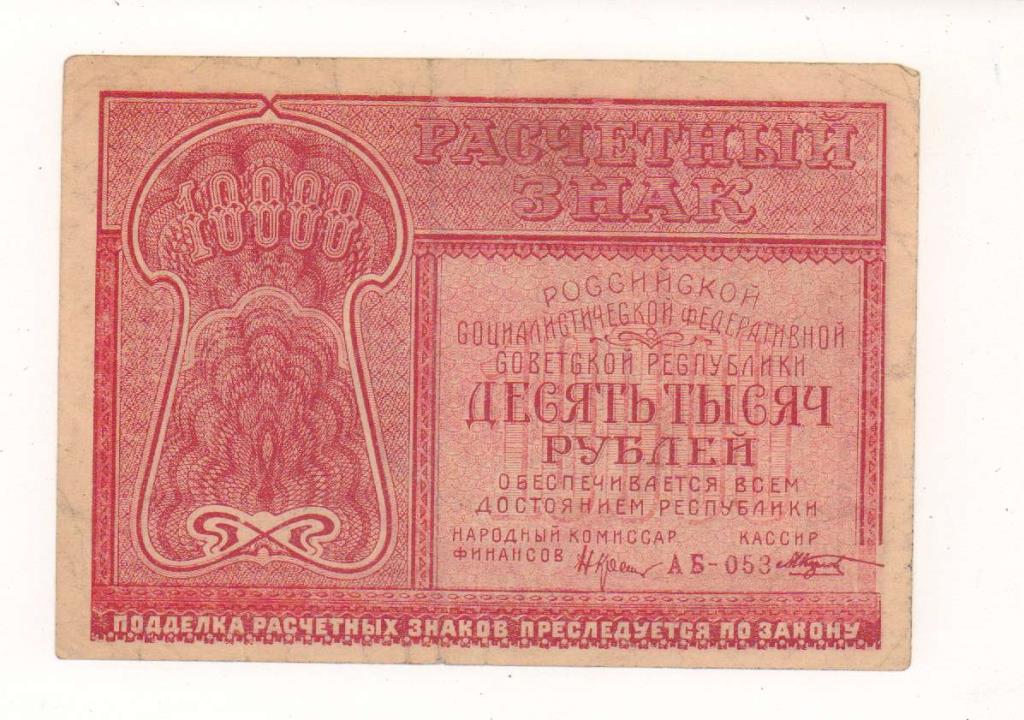 10000
РАСЧЕТНЫЙ
ЗНАК
РОССИЙСКОЙ
СОЦИАЛИСТИЧЕСКОЙ ФЕДЕРАТИВНОЙ
СОВЕТСКОЙ РЕСПУБЛИКИ
ДЕСЯТЬ ТЫСЯЧ
РУБЛЕЙ
ОБЕСПЕЧИВАЕТСЯ ВСЕМ
ДОСТОЯНИЕМ РЕСПУБЛИКИ
НАРОДНЫЙ КОМИССАР КАССИР
ФИНАНСОВ АБ-053
ПОДДЕЛКА РАСЧЕТНЫХ ЗНАКОВ ПРЕСЛЕДУЕТСЯ ПО ЗАКОНУ